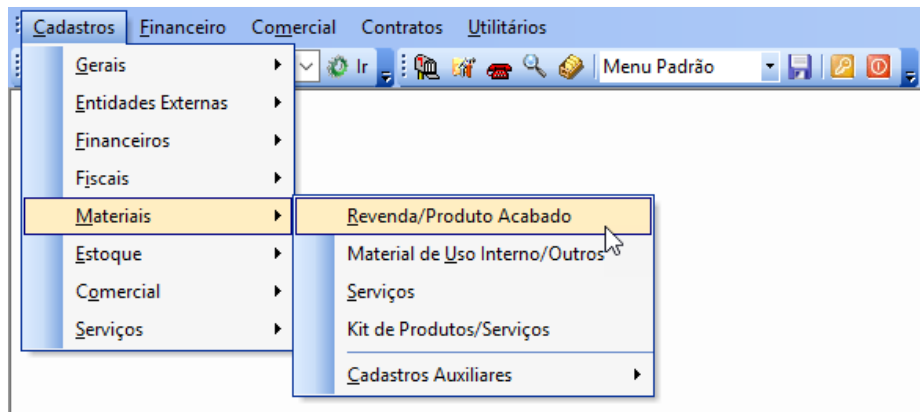 Cadastros Financeiro Comercial Contratos Utilitários
Ir Menu Padrão
Gerais
Entidades Externas
Financeiros
Fiscais
Materiais
Estoque
Comercial
Serviços
Revenda/Produto Acabado
Material de Uso Interno/Outros
Serviços
Kit de Produtos/Serviços
Cadastros Auxiliares